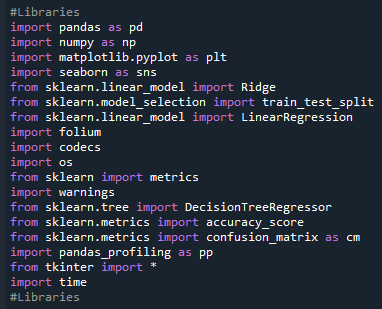 #Libraries
import pandas as pd
import numpy as np
import matplotlib.pyplot as plt
import seaborn as sns
from sklearn.linear_model import Ridge
from sklearn.model_selection import train_test_split
from sklearn.linear_model import LinearRegression
import folium
import codecs
import os
from sklearn import metrics
import warnings
from sklearn.tree import DecisionTreeRegressor
from sklearn.metrics import accuracy_score
from sklearn.metrics import confusion_matrix as cm
import pandas_profiling as pp
from tkinter import *
import time
#Libraries